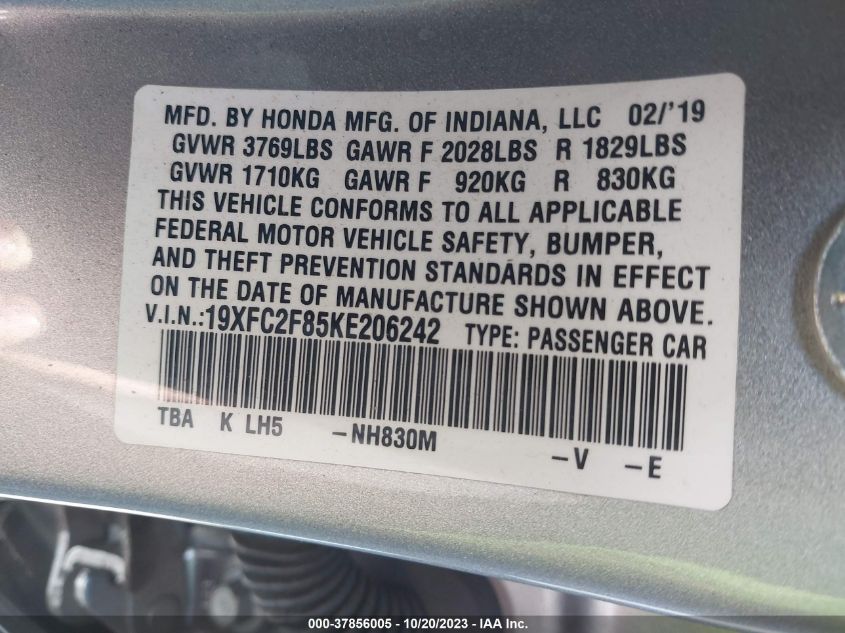 MFD. BY HONDA MFG. OF INDIANA, LLC 02/'19
GVWR 3769LBS GAWR F 2028LBS R 1829LBS
GVWR 1710KG GAWR F 920KG R 830KG
THIS VEHICLE CONFORMS TO ALL APPLICABLE
FEDERAL MOTOR VEHICLE SAFETY, BUMPER,
AND THEFT PREVENTION STANDARDS IN EFFECT
ON THE DATE OF MANUFACTURE SHOWN ABOVE.
V.I.N.:19XFC2F85KE206242 TYPE: PASSENGER CAR
TBA K LH5 -NH830M -V -E
000-37856005 - 10/20/2023 - IAA Inc.